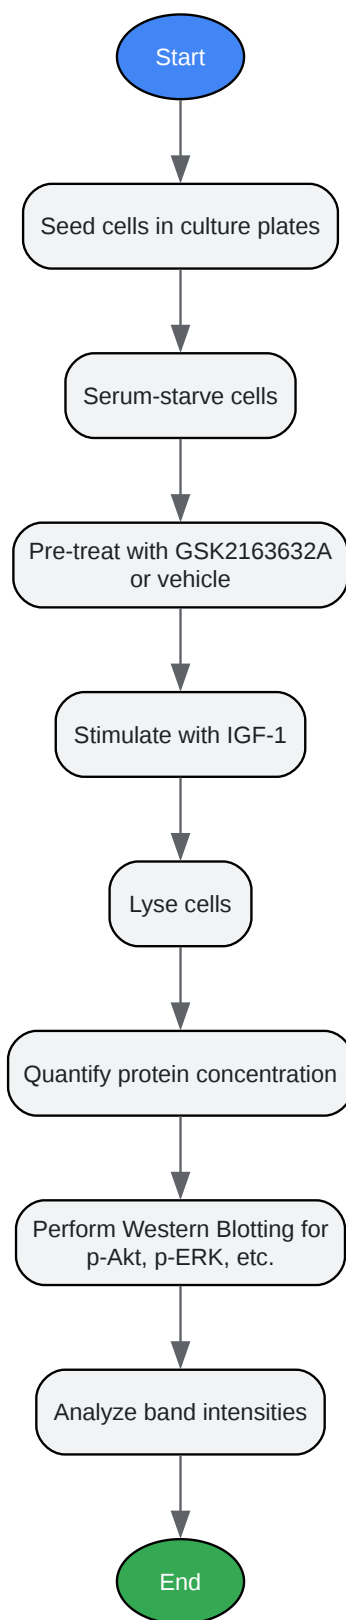 Start
Seed cells in culture plates
Serum-starve cells
Pre-treat with GSK2163632A
or vehicle
Stimulate with IGF-1
Lyse cells
Quantify protein concentration
Perform Western Blotting for
p-Akt, p-ERK, etc.
Analyze band intensities
End